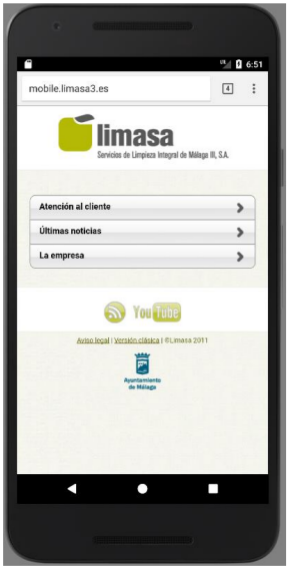 6:51
mobile.limasa3.es
4
limasa
Servicios de Limpieza Integral de Málaga III, S.A.
Atención al cliente
Últimas noticias
La empresa
YouTube
Aviso legal | Versión clásica | ©Limasa 2011
Ayuntamiento
de Málaga